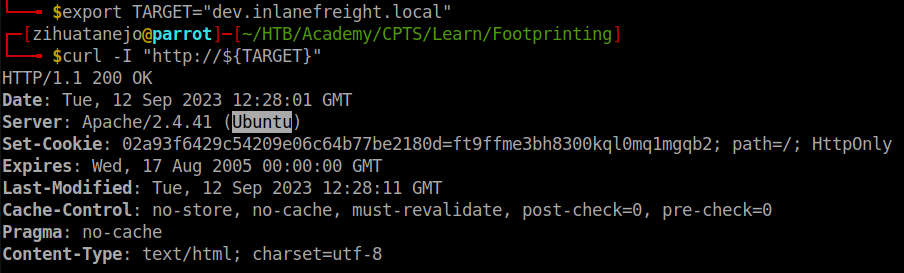 └──╼ $export TARGET="dev.inlanefreight.local"
┌─[zihuatanejo@parrot]─[~/HTB/Academy/CPTS/Learn/Footprinting]
└──╼ $curl -I "http://${TARGET}"
HTTP/1.1 200 OK
Date: Tue, 12 Sep 2023 12:28:01 GMT
Server: Apache/2.4.41 (Ubuntu)
Set-Cookie: 02a93f6429c54209e06c64b77be2180d=ft9ffme3bh8300kql0mq1mgqb2; path=/; HttpOnly
Expires: Wed, 17 Aug 2005 00:00:00 GMT
Last-Modified: Tue, 12 Sep 2023 12:28:11 GMT
Cache-Control: no-store, no-cache, must-revalidate, post-check=0, pre-check=0
Pragma: no-cache
Content-Type: text/html; charset=utf-8